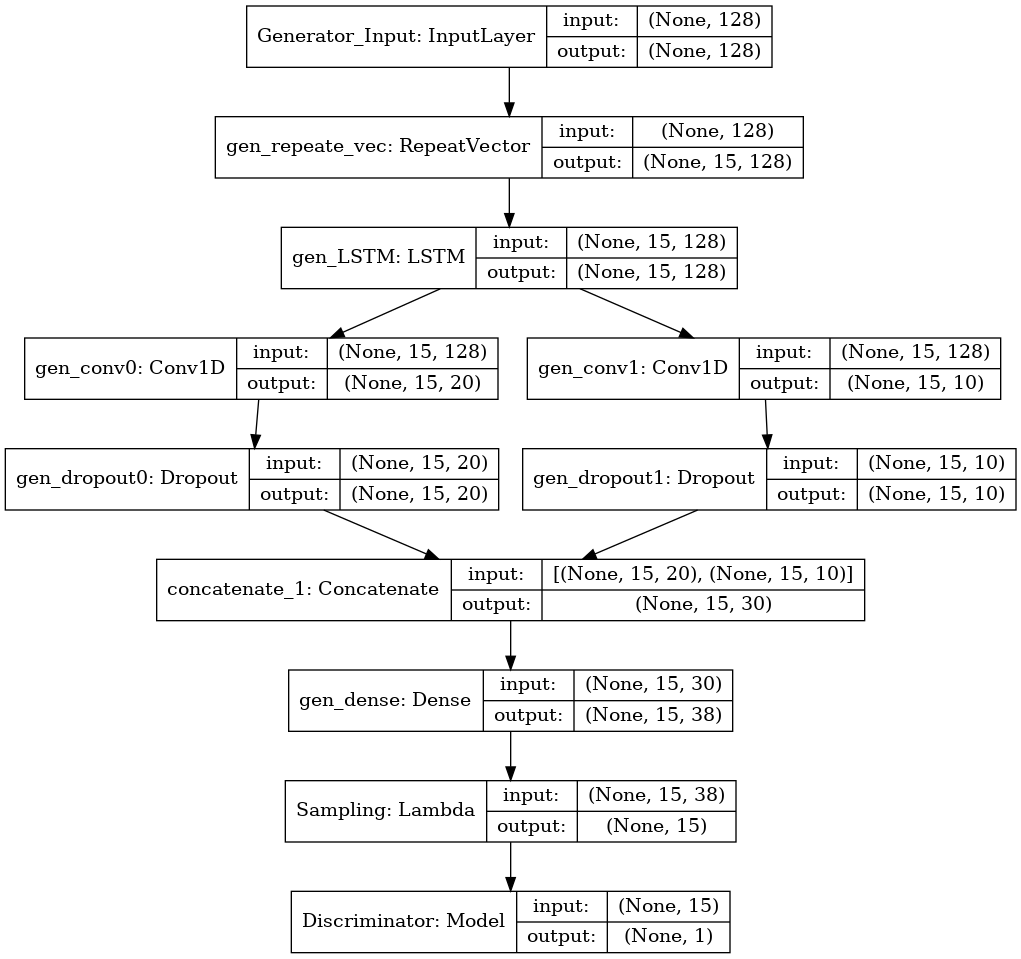 Generator_Input: InputLayer
input: (None, 128)
output: (None, 128)
gen_repeate_vec: RepeatVector
input: (None, 128)
output: (None, 15, 128)
gen_LSTM: LSTM
input: (None, 15, 128)
output: (None, 15, 128)
gen_conv0: Conv1D
input: (None, 15, 128)
output: (None, 15, 20)
gen_conv1: Conv1D
input: (None, 15, 128)
output: (None, 15, 10)
gen_dropout0: Dropout
input: (None, 15, 20)
output: (None, 15, 20)
gen_dropout1: Dropout
input: (None, 15, 10)
output: (None, 15, 10)
concatenate_1: Concatenate
input: [(None, 15, 20), (None, 15, 10)]
output: (None, 15, 30)
gen_dense: Dense
input: (None, 15, 30)
output: (None, 15, 38)
Sampling: Lambda
input: (None, 15, 38)
output: (None, 15)
Discriminator: Model
input: (None, 15)
output: (None, 1)